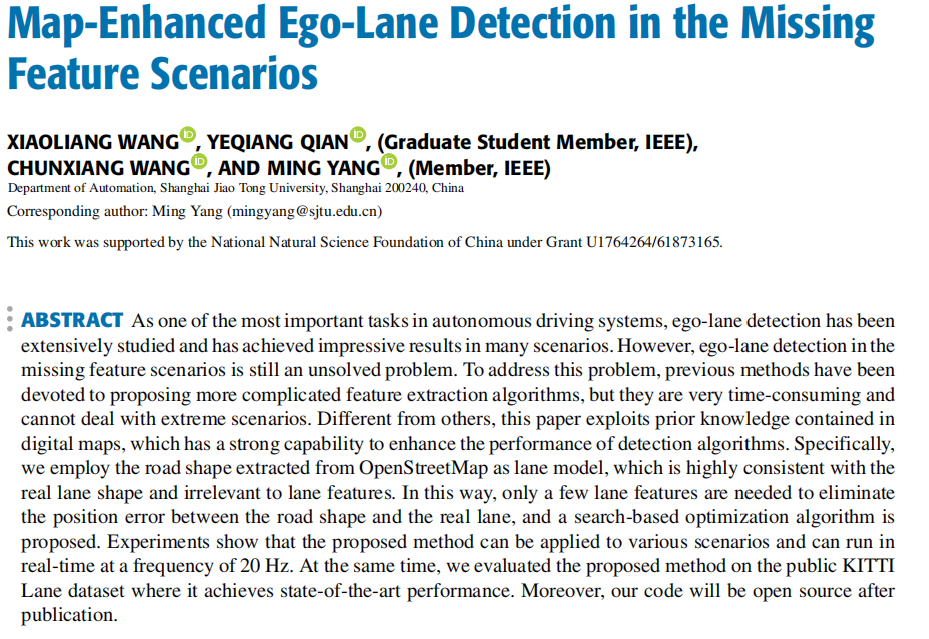 Map-Enhanced Ego-Lane Detection in the Missing
Feature Scenarios
XIAOLIANG WANG iD, YEQIANG QIAN iD, (Graduate Student Member, IEEE),
CHUNXIANG WANG iD, AND MING YANG iD, (Member, IEEE)
Department of Automation, Shanghai Jiao Tong University, Shanghai 200240, China
Corresponding author: Ming Yang (mingyang@sjtu.edu.cn)
This work was supported by the National Natural Science Foundation of China under Grant U1764264/61873165.
ABSTRACT As one of the most important tasks in autonomous driving systems, ego-lane detection has been
extensively studied and has achieved impressive results in many scenarios. However, ego-lane detection in the
missing feature scenarios is still an unsolved problem. To address this problem, previous methods have been
devoted to proposing more complicated feature extraction algorithms, but they are very time-consuming and
cannot deal with extreme scenarios. Different from others, this paper exploits prior knowledge contained in
digital maps, which has a strong capability to enhance the performance of detection algorithms. Specifically,
we employ the road shape extracted from OpenStreetMap as lane model, which is highly consistent with the
real lane shape and irrelevant to lane features. In this way, only a few lane features are needed to eliminate
the position error between the road shape and the real lane, and a search-based optimization algorithm is
proposed. Experiments show that the proposed method can be applied to various scenarios and can run in
real-time at a frequency of 20 Hz. At the same time, we evaluated the proposed method on the public KITTI
Lane dataset where it achieves state-of-the-art performance. Moreover, our code will be open source after
publication.